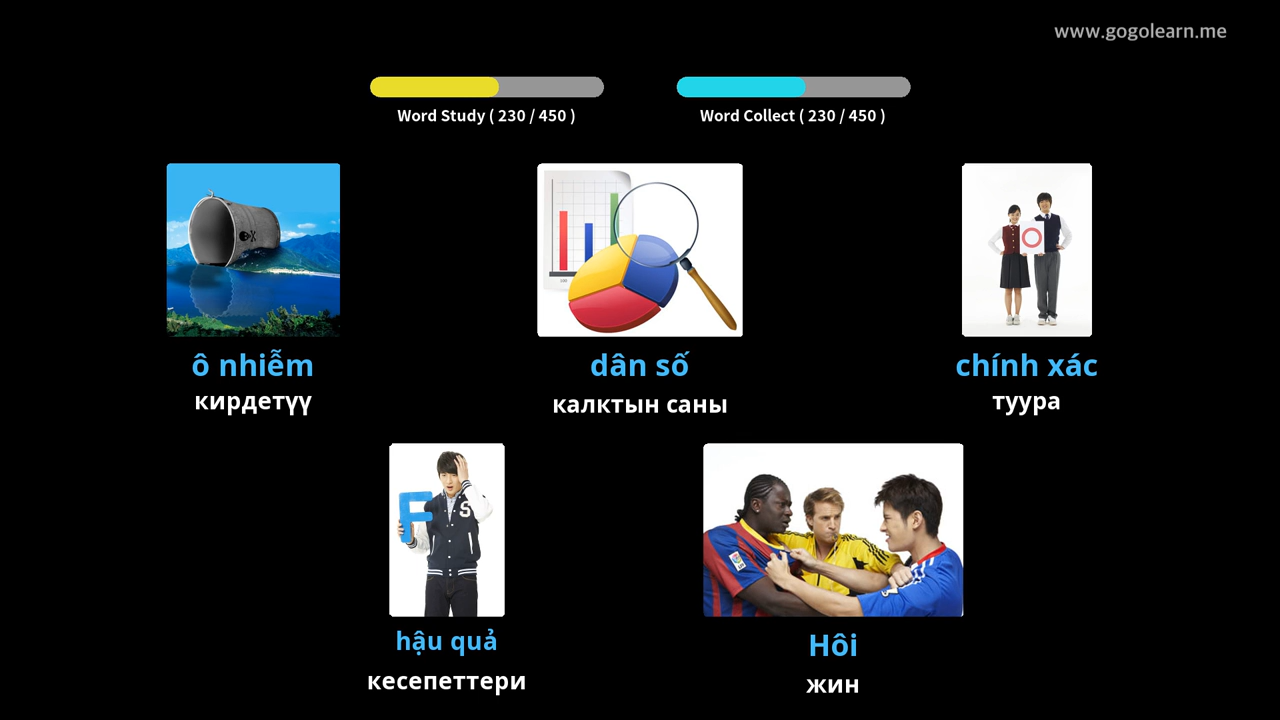 www.gogolearn.me
Word Study ( 230 / 450 )
Word Collect ( 230 / 450 )
ô nhiễm
кирдетүү
dân số
калктын саны
chính xác
туура
F
S
hậu quả
кесепеттери
Hôi
жин